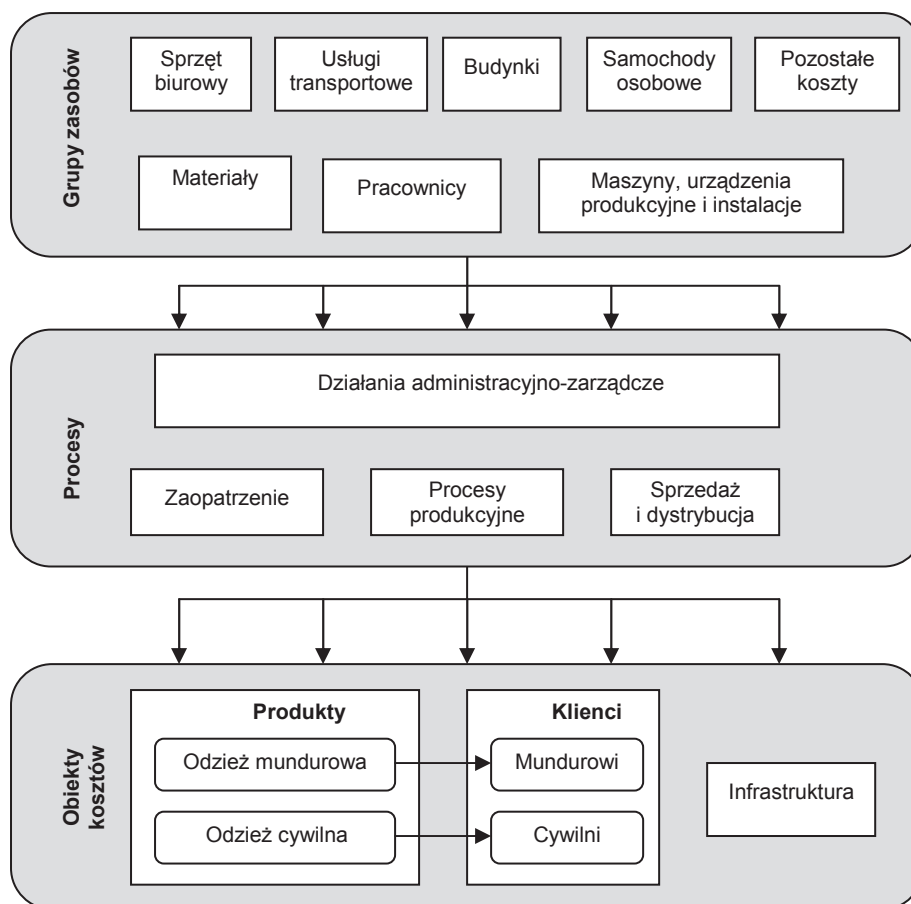 Grupy zasobów
Sprzęt
biurowy
Usługi
transportowe
Budynki
Samochody
osobowe
Pozostałe
koszty
Materiały
Pracownicy
Maszyny, urządzenia
produkcyjne i instalacje
Procesy
Działania administracyjno-zarządcze
Zaopatrzenie
Procesy
produkcyjne
Sprzedaż
i dystrybucja
Obiekty
kosztów
Produkty
Odzież mundurowa
Odzież cywilna
Klienci
Mundurowi
Cywilni
Infrastruktura